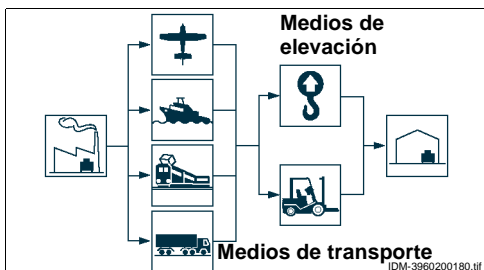 Medios de
elevación
Medios de transporte
IDM-3960200180.tif